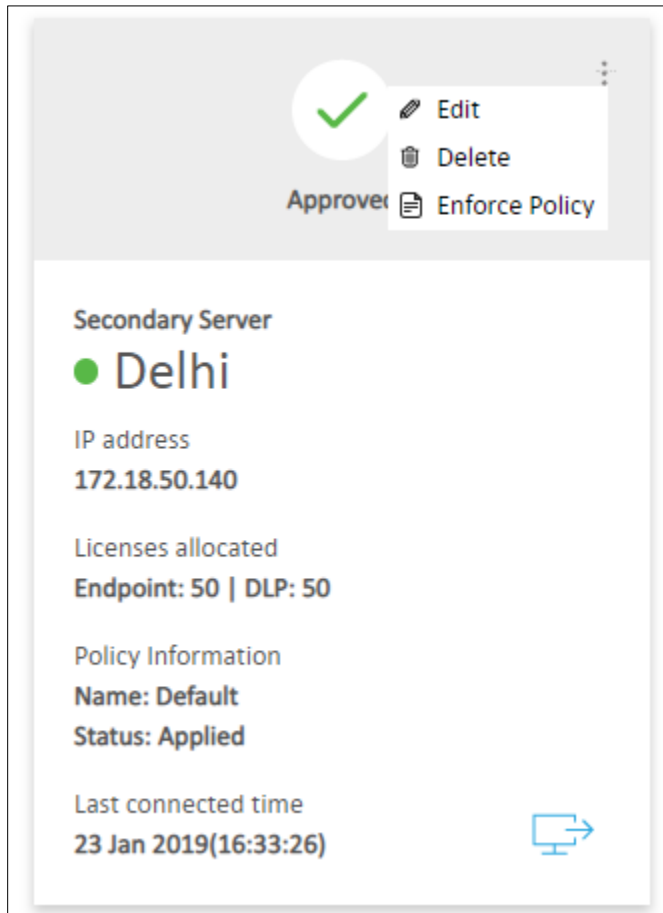 Edit
Delete
Approved
Enforce Policy
Secondary Server
Delhi
IP address
172.18.50.140
Licenses allocated
Endpoint: 50 | DLP: 50
Policy Information
Name: Default
Status: Applied
Last connected time
23 Jan 2019(16:33:26)